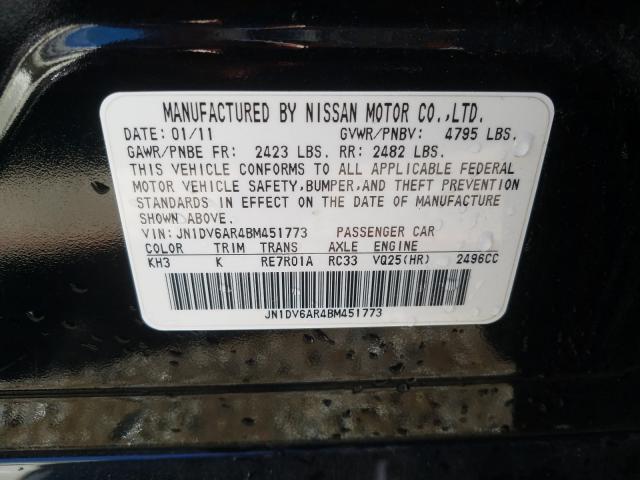 MANUFACTURED BY NISSAN MOTOR CO.,LTD.
DATE: 01/11 GVWR/PNBV: 4795 LBS.
GAWR/PNBE FR: 2423 LBS. RR: 2482 LBS.
THIS VEHICLE CONFORMS TO ALL APPLICABLE FEDERAL
MOTOR VEHICLE SAFETY,BUMPER,AND THEFT PREVENTION
STANDARDS IN EFFECT ON THE DATE OF MANUFACTURE
SHOWN ABOVE.
VIN: JN1DV6AR4BM451773 PASSENGER CAR
COLOR TRIM TRANS AXLE ENGINE
KH3 K RE7R01A RC33 VQ25(HR) 2496CC
JN1DV6AR4BM451773